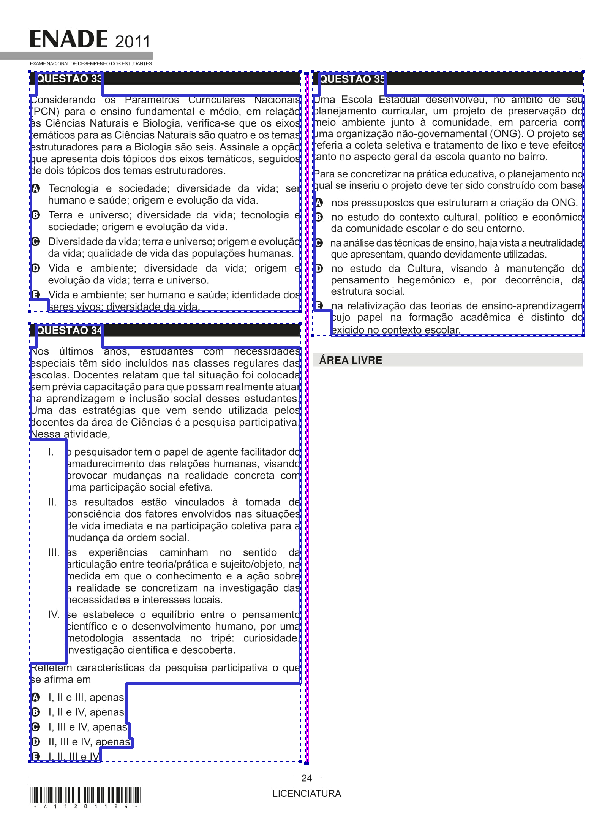 ENADE 2011
EXAME NACIONAL DE DESEMPENHO DOS ESTUDANTES
QUESTÃO 33
Considerando os Parâmetros Curriculares Nacionais
(PCN) para o ensino fundamental e médio, em relação
às Ciências Naturais e Biologia, verifica-se que os eixos
temáticos para as Ciências Naturais são quatro e os temas
estruturadores para a Biologia são seis. Assinale a opção
que apresenta dois tópicos dos eixos temáticos, seguidos
de dois tópicos dos temas estruturadores.
A Tecnologia e sociedade; diversidade da vida; ser
humano e saúde; origem e evolução da vida.
B Terra e universo; diversidade da vida; tecnologia e
sociedade; origem e evolução da vida.
C Diversidade da vida; terra e universo; origem e evolução
da vida; qualidade de vida das populações humanas.
D Vida e ambiente; diversidade da vida; origem e
evolução da vida; terra e universo.
E Vida e ambiente; ser humano e saúde; identidade dos
seres vivos; diversidade da vida.
QUESTÃO 34
Nos últimos anos, estudantes com necessidades
especiais têm sido incluídos nas classes regulares das
escolas. Docentes relatam que tal situação foi colocada
sem prévia capacitação para que possam realmente atuar
na aprendizagem e inclusão social desses estudantes.
Uma das estratégias que vem sendo utilizada pelos
docentes da área de Ciências é a pesquisa participativa.
Nessa atividade,
I. o pesquisador tem o papel de agente facilitador do
amadurecimento das relações humanas, visando
provocar mudanças na realidade concreta com
uma participação social efetiva.
II. os resultados estão vinculados à tomada de
consciência dos fatores envolvidos nas situações
de vida imediata e na participação coletiva para a
mudança da ordem social.
III. as experiências caminham no sentido da
articulação entre teoria/prática e sujeito/objeto, na
medida em que o conhecimento e a ação sobre
a realidade se concretizam na investigação das
necessidades e interesses locais.
IV. se estabelece o equilíbrio entre o pensamento
científico e o desenvolvimento humano, por uma
metodologia assentada no tripé: curiosidade,
investigação científica e descoberta.
Refletem características da pesquisa participativa o que
se afirma em
A I, II e III, apenas.
B I, II e IV, apenas.
C I, III e IV, apenas.
D II, III e IV, apenas.
E I, II, III e IV.
QUESTÃO 35
Uma Escola Estadual desenvolveu, no âmbito de seu
planejamento curricular, um projeto de preservação do
meio ambiente junto à comunidade, em parceria com
uma organização não-governamental (ONG). O projeto se
referia a coleta seletiva e tratamento de lixo e teve efeitos
tanto no aspecto geral da escola quanto no bairro.
Para se concretizar na prática educativa, o planejamento no
qual se inseriu o projeto deve ter sido construído com base
A nos pressupostos que estruturam a criação da ONG.
B no estudo do contexto cultural, político e econômico
da comunidade escolar e do seu entorno.
C na análise das técnicas de ensino, haja vista a neutralidade
que apresentam, quando devidamente utilizadas.
D no estudo da Cultura, visando à manutenção do
pensamento hegemônico e, por decorrência, da
estrutura social.
E na relativização das teorias de ensino-aprendizagem
cujo papel na formação acadêmica é distinto do
exigido no contexto escolar.
ÁREA LIVRE
24
LICENCIATURA